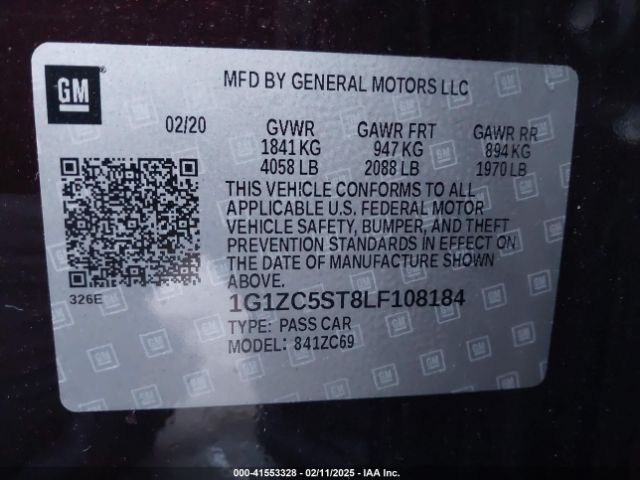 GM
MFD BY GENERAL MOTORS LLC
02/20 GVWR GAWR FRT GAWR RR
1841 KG 947 KG 894 KG
4058 LB 2088 LB 1970 LB
THIS VEHICLE CONFORMS TO ALL
APPLICABLE U.S. FEDERAL MOTOR
VEHICLE SAFETY, BUMPER, AND THEFT
PREVENTION STANDARDS IN EFFECT ON
THE DATE OF MANUFACTURE SHOWN
ABOVE.
326E
1G1ZC5ST8LF108184
TYPE: PASS CAR
MODEL: 841ZC69
000-41553328 - 02/11/2025 - IAA Inc.